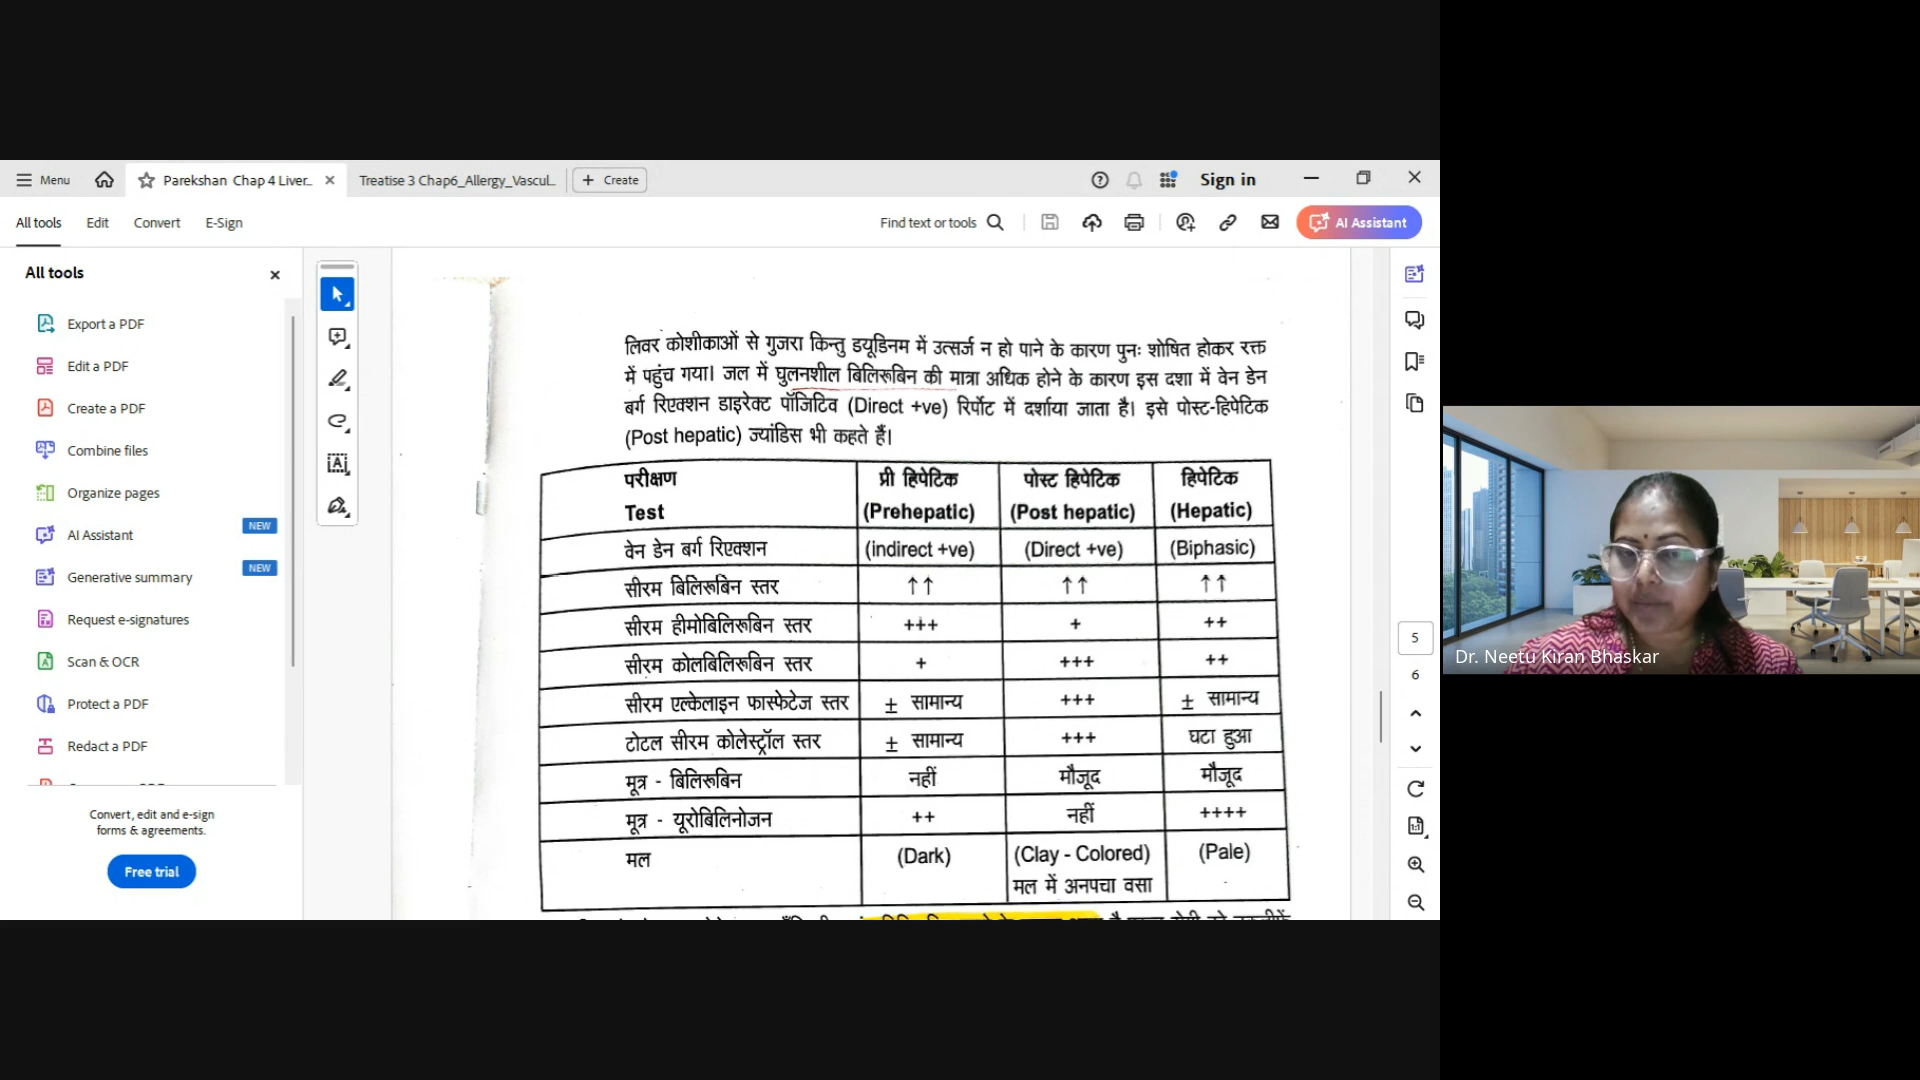 Menu
Parekshan Chap 4 Liver...
Treatise 3 Chap6_Allergy_Vascul...
Create
Sign in
All tools
Edit
Convert
E-Sign
Find text or tools
AI Assistant
All tools
Export a PDF
Edit a PDF
Create a PDF
Combine files
Organize pages
AI Assistant
NEW
Generative summary
NEW
Request e-signatures
Scan & OCR
Protect a PDF
Redact a PDF
Convert, edit and e-sign
forms & agreements.
Free trial
लिवर कोशीकाओं से गुजरा किन्तु डयूडिनम में उत्सर्ज न हो पाने के कारण पुनः शोषित होकर रक्त
में पहुंच गया। जल में घुलनशील बिलिरूबिन की मात्रा अधिक होने के कारण इस दशा में वेन डेन
बर्ग रिएक्शन डाइरेक्ट पॉजिटिव (Direct +ve) रिर्पोट में दर्शाया जाता है। इसे पोस्ट-हिपेटिक
(Post hepatic) ज्यांडिस भी कहते हैं।
परीक्षण प्री हिपेटिक पोस्ट हिपेटिक हिपेटिक
Test (Prehepatic) (Post hepatic) (Hepatic)
वेन डेन बर्ग रिएक्शन (indirect +ve) (Direct +ve) (Biphasic)
सीरम बिलिरूबिन स्तर ↑↑ ↑↑ ↑↑
सीरम हीमोबिलिरूबिन स्तर +++ + ++
सीरम कोलबिलिरूबिन स्तर + +++ ++
सीरम एल्केलाइन फास्फेटेज स्तर ± सामान्य +++ ± सामान्य
टोटल सीरम कोलेस्ट्रॉल स्तर ± सामान्य +++ घटा हुआ
मूत्र - बिलिरूबिन नहीं मौजूद मौजूद
मूत्र - यूरोबिलिनोजन ++ नहीं ++++
मल (Dark) (Clay - Colored) (Pale)
मल में अनपचा वसा
5
6
1:1
Dr. Neetu Kiran Bhaskar